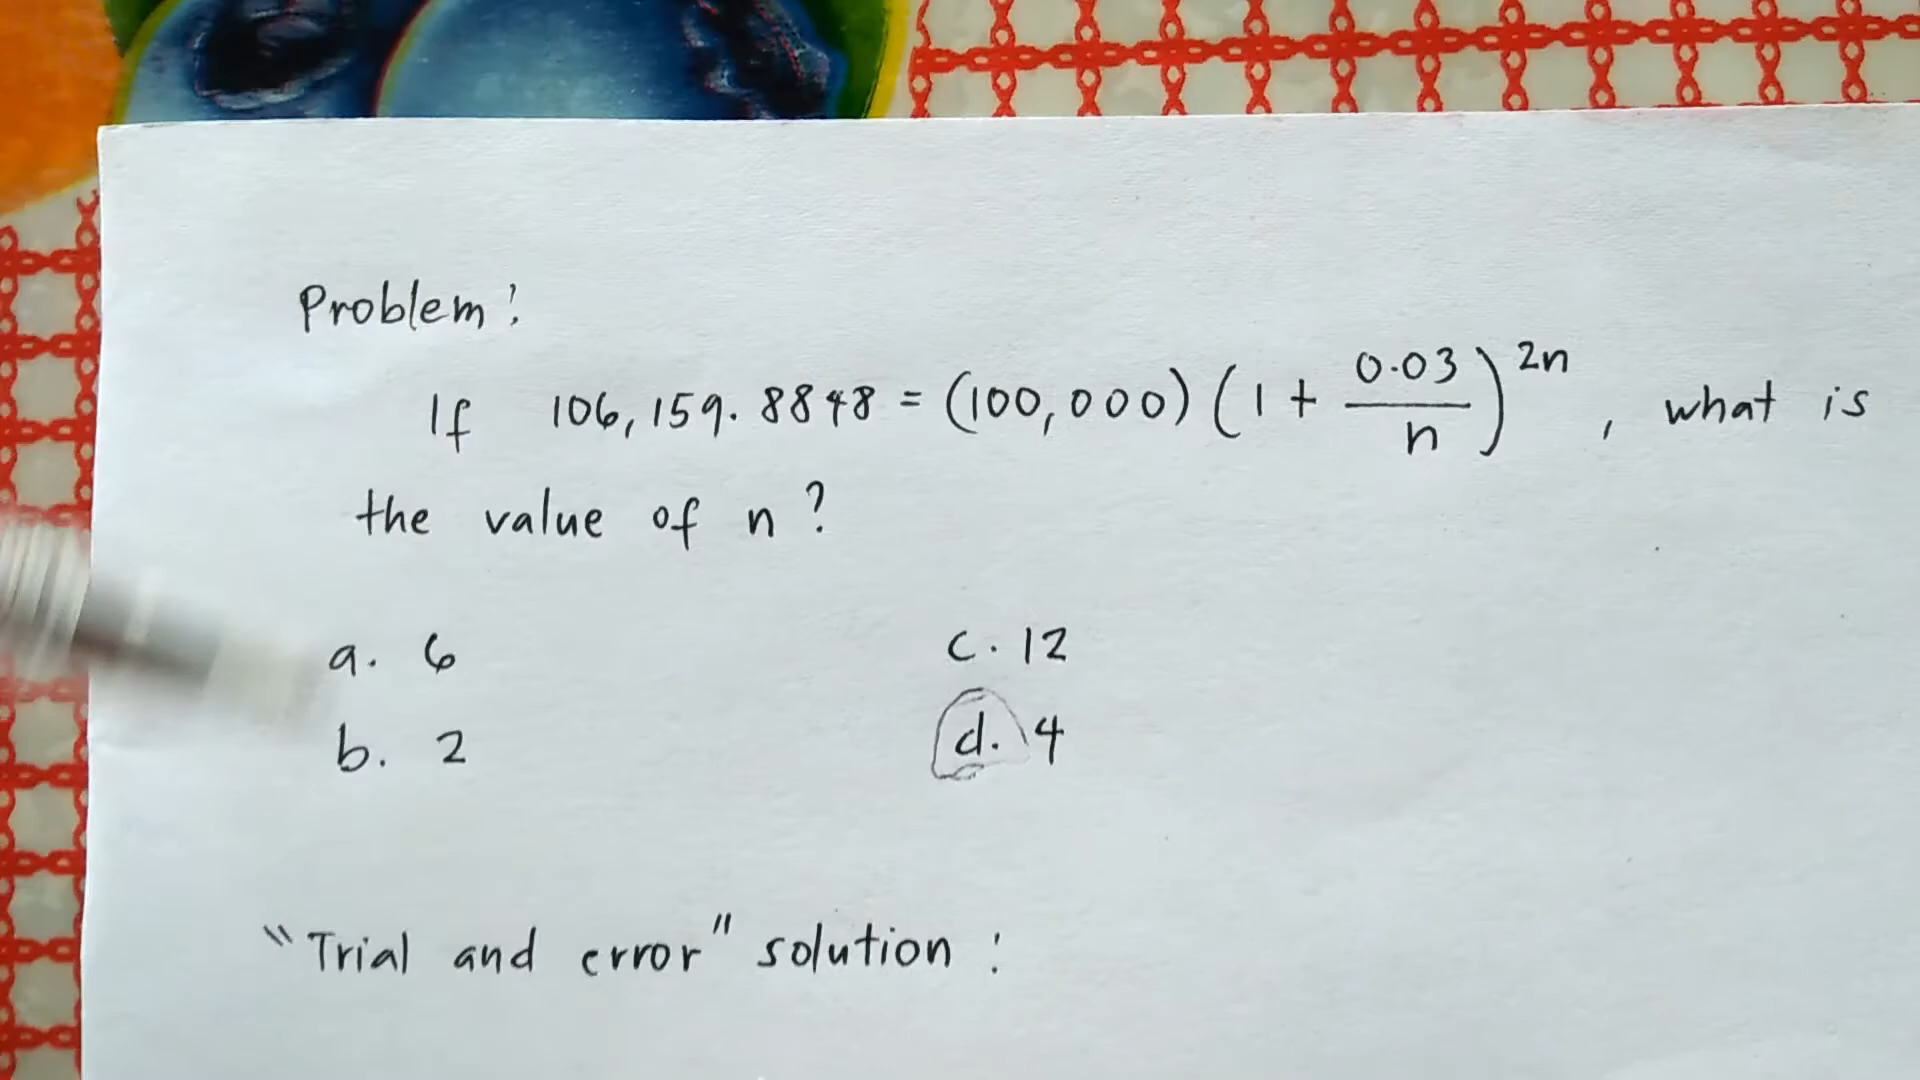 Problem:
If 106,159.8848 = (100,000) (1 + 0.03/n)^2n, what is
the value of n?
a. 6
c. 12
b. 2
d. 4
"Trial and error" solution: